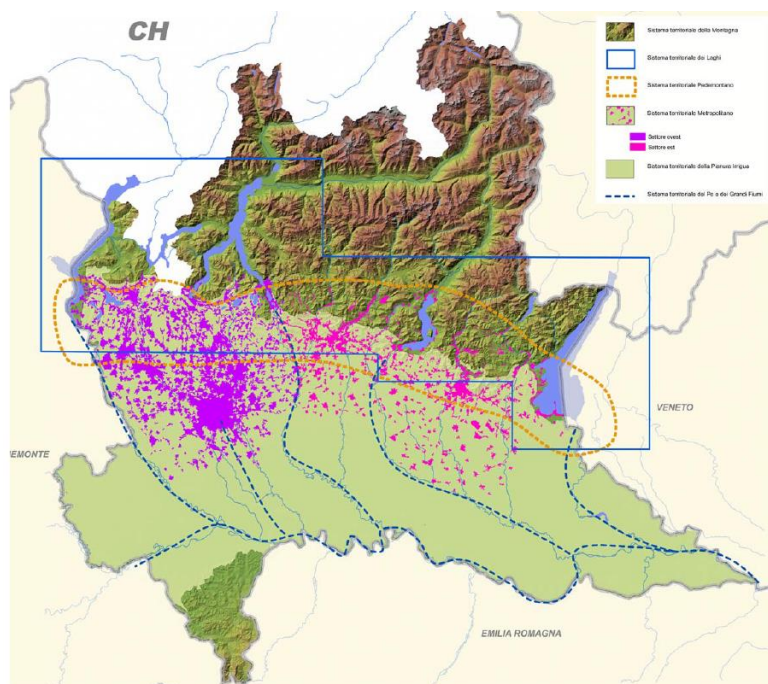 CH
Sistema territoriale della Montagna
Sistema territoriale dei Laghi
Sistema territoriale Pedemontano
Sistema territoriale Metropolitano
Settore ovest
Settore est
Sistema territoriale della Pianura Irrigua
Sistema territoriale del Po e dei Grandi Fiumi
VENETO
IEMONTE
EMILIA ROMAGNA